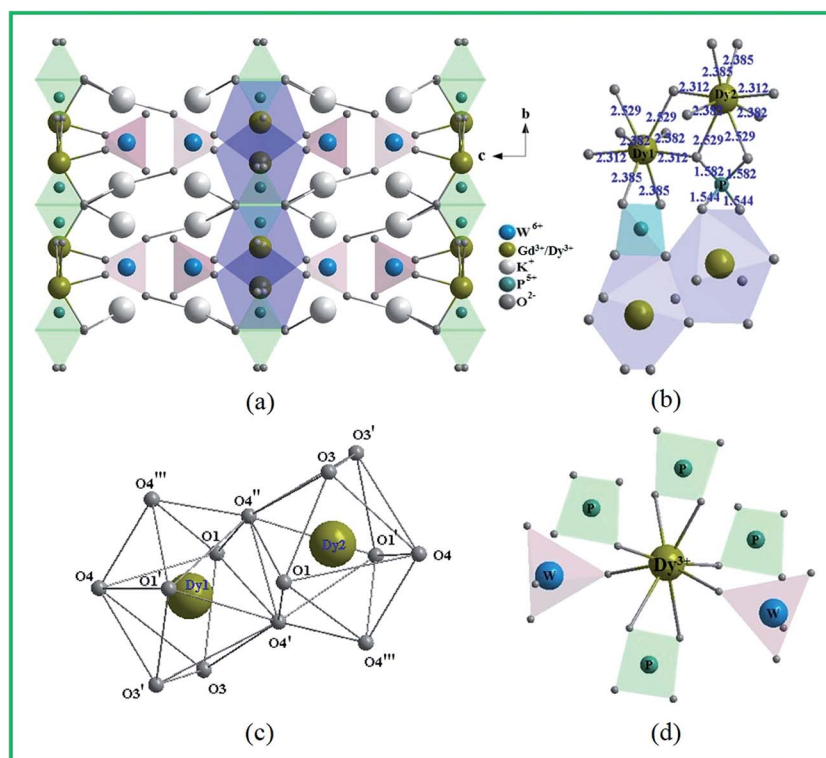 b
c
W6+
Gd3+/Dy3+
K+
P5+
O2-
(a)
2.385
2.385
2.312
Dy2
2.312
2.529
2.529
2.382
2.382
2.382
2.382
2.529
2.529
2.312
Dy1
2.312
1.582
1.582
P
2.385
2.385
1.544
1.544
(b)
O3'
O3
O4'''
O4''
O1
Dy2
O1'
O4
O4
O1'
Dy1
O1
O4'
O4'''
O3'
O3
(c)
P
P
P
Dy3+
W
W
P
(d)